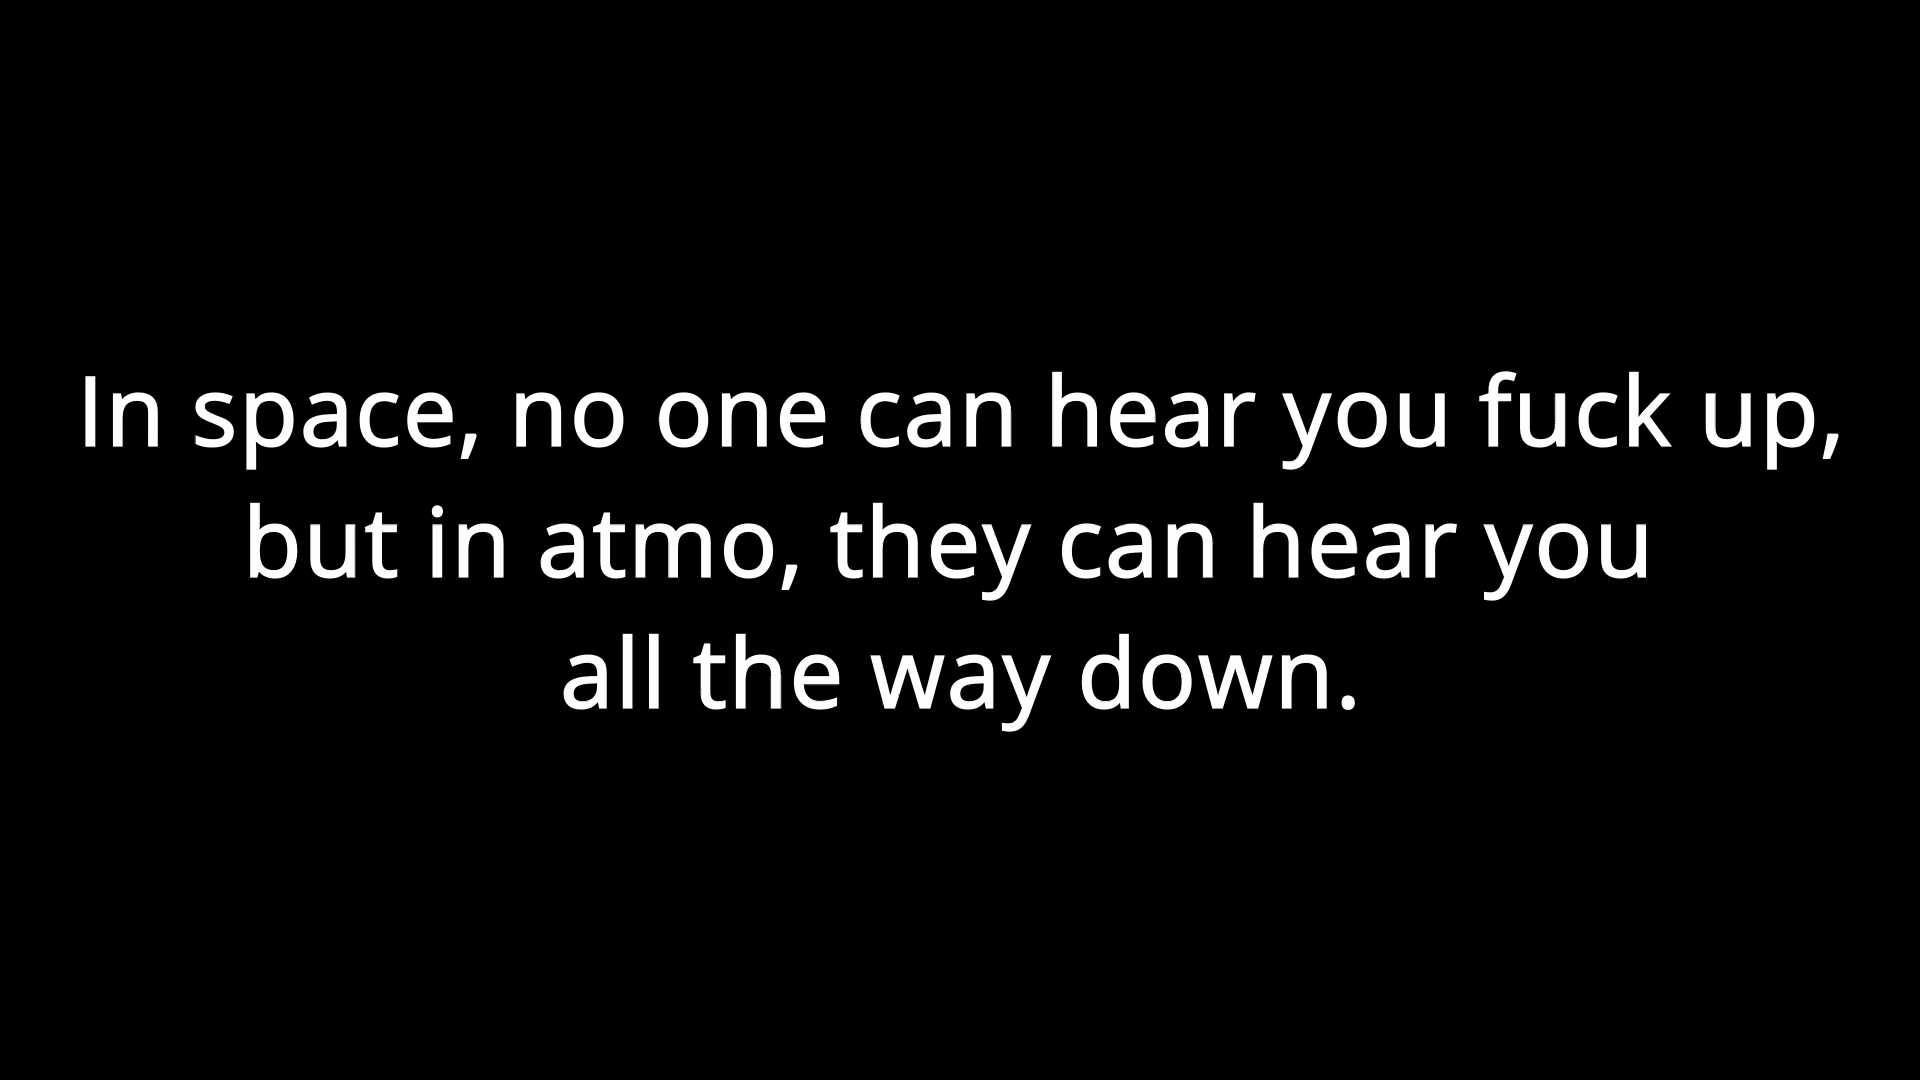 In space, no one can hear you fuck up,
but in atmo, they can hear you
all the way down.